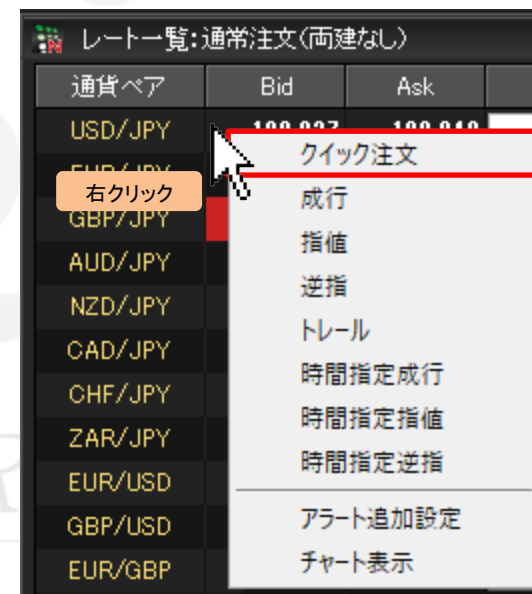 レート一覧:通常注文(両建なし)
通貨ペア Bid Ask
USD/JPY
クイック注文
EUR/JPY
右クリック
成行
GBP/JPY
指値
AUD/JPY
逆指
NZD/JPY
トレール
CAD/JPY
時間指定成行
CHF/JPY
時間指定指値
ZAR/JPY
時間指定逆指
EUR/USD
GBP/USD
アラート追加設定
EUR/GBP
チャート表示